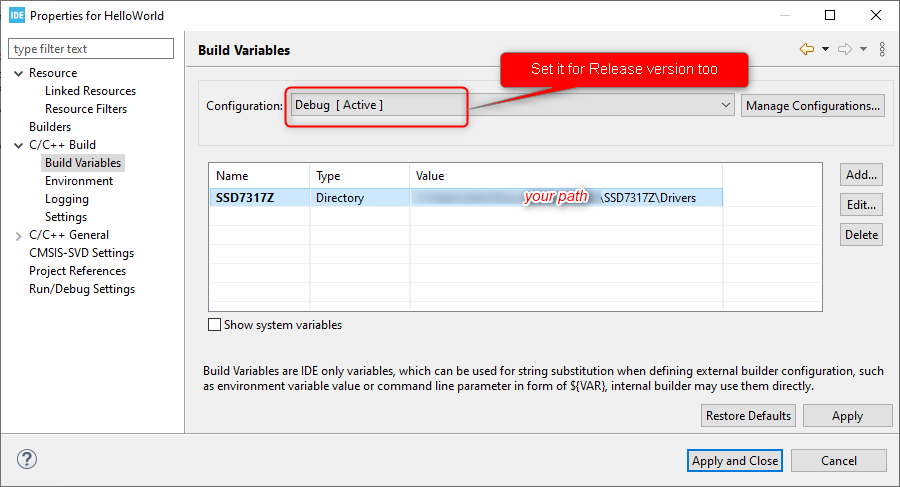 IDE Properties for HelloWorld
type filter text
Build Variables
Resource
Linked Resources
Resource Filters
Builders
C/C++ Build
Build Variables
Environment
Logging
Settings
C/C++ General
CMSIS-SVD Settings
Project References
Run/Debug Settings
Set it for Release version too
Configuration: Debug [ Active ] Manage Configurations...
Name Type Value
SSD7317Z Directory your path \SSD7317Z\Drivers
Add...
Edit...
Delete
Show system variables
Build Variables are IDE only variables, which can be used for string substitution when defining external builder configuration, such
as environment variable value or command line parameter in form of ${VAR}, internal builder may use them directly.
Restore Defaults Apply
? Apply and Close Cancel